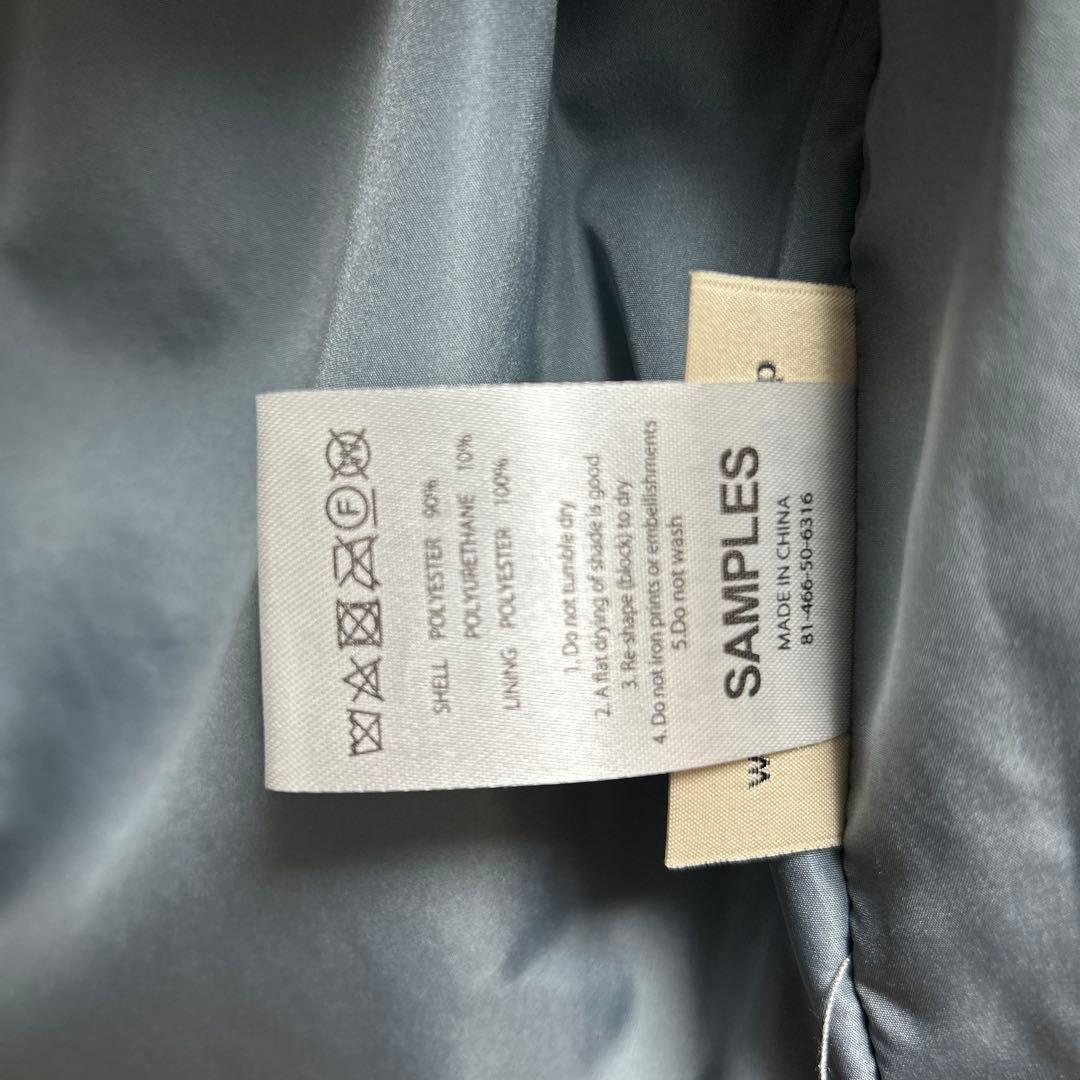 F
W
SHELL POLYESTER 90%
POLYURETHANE 10%
LINING POLYESTER 100%
1.Do not tumble dry
2.A flat drying of shade is good
3.Re-shape (block) to dry
4.Do not iron prints or embellishments
5.Do not wash
SAMPLES
MADE IN CHINA
81-466-50-6316